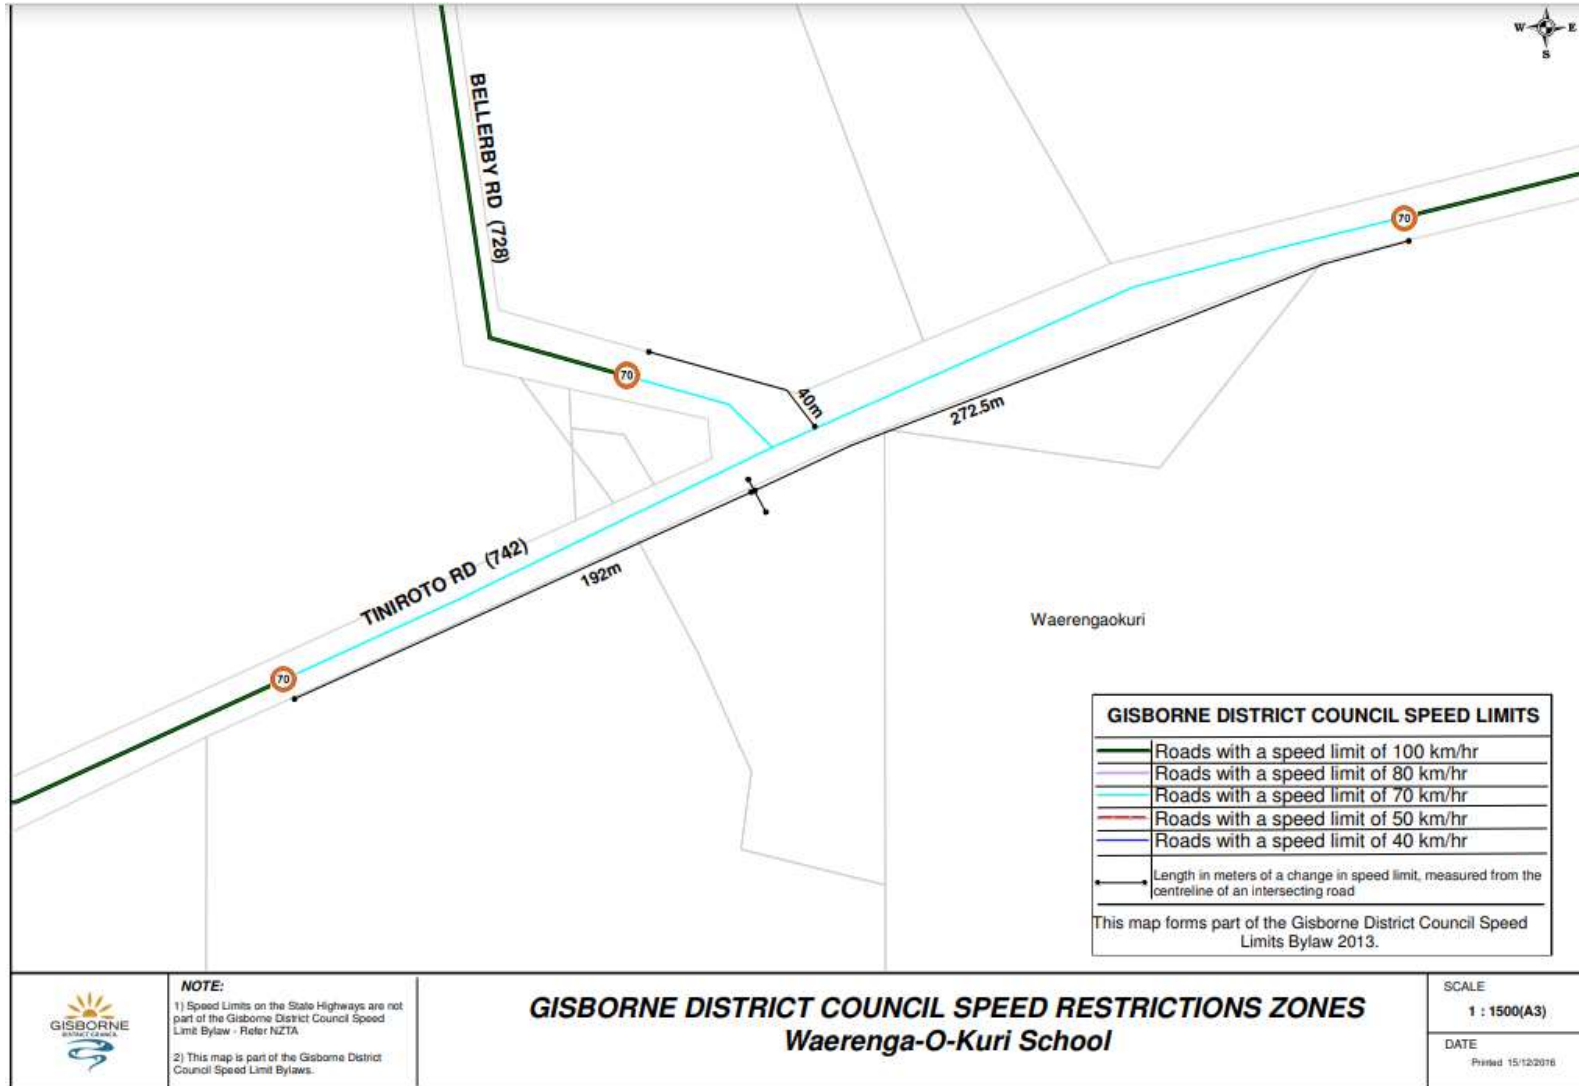 W E
S
BELLERBY RD (728)
70
70
40m
272.5m
TINIROTO RD (742)
192m
70
Waerengaokuri
GISBORNE DISTRICT COUNCIL SPEED LIMITS
Roads with a speed limit of 100 km/hr
Roads with a speed limit of 80 km/hr
Roads with a speed limit of 70 km/hr
Roads with a speed limit of 50 km/hr
Roads with a speed limit of 40 km/hr
Length in meters of a change in speed limit, measured from the
centreline of an intersecting road
This map forms part of the Gisborne District Council Speed
Limits Bylaw 2013.
GISBORNE
DISTRICT COUNCIL
NOTE:
1) Speed Limits on the State Highways are not
part of the Gisborne District Council Speed
Limit Bylaw - Refer NZTA
2) This map is part of the Gisborne District
Council Speed Limit Bylaws.
GISBORNE DISTRICT COUNCIL SPEED RESTRICTIONS ZONES
Waerenga-O-Kuri School
SCALE
1 : 1500(A3)
DATE
Printed 15/12/2016